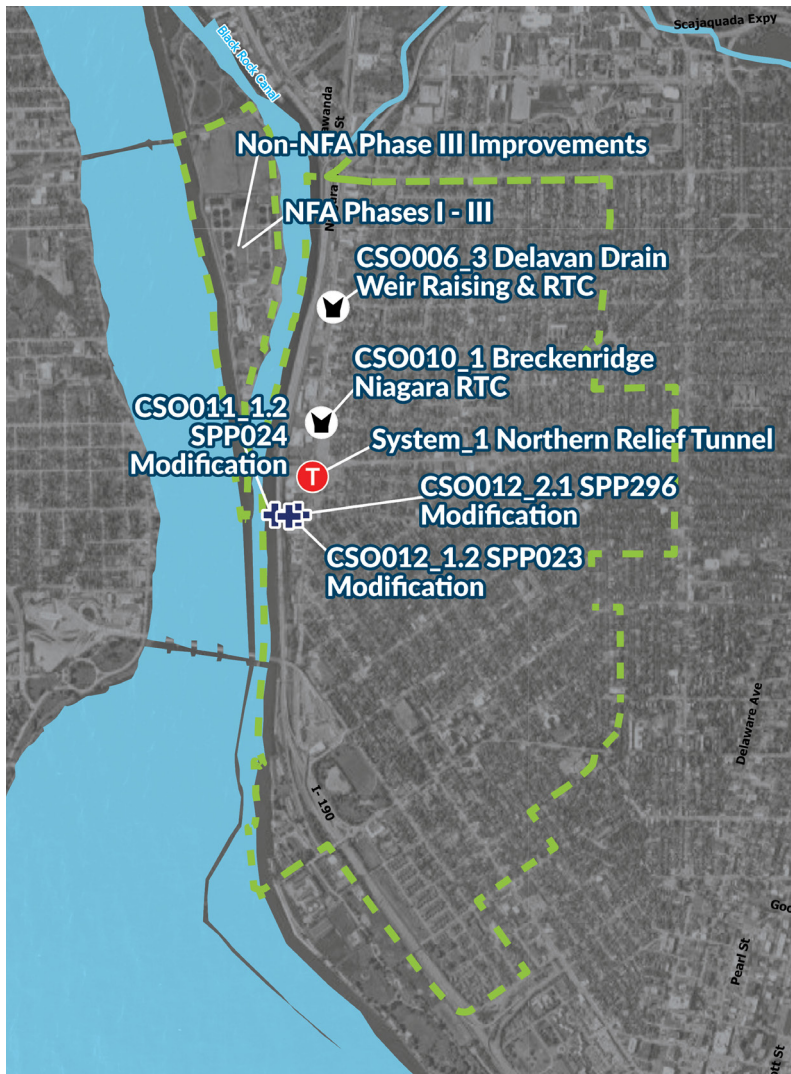 Scajaquada Expy
Black Rock Canal
St
Non-NFA Phase III Improvements
NFA Phases I - III
CSO006_3 Delavan Drain
Weir Raising & RTC
CSO010_1 Breckenridge
Niagara RTC
CSO011_1.2
SPP024
Modification
System_1 Northern Relief Tunnel
T
CSO012_2.1 SPP296
Modification
CSO012_1.2 SPP023
Modification
Delaware Ave
I- 190
Pearl St